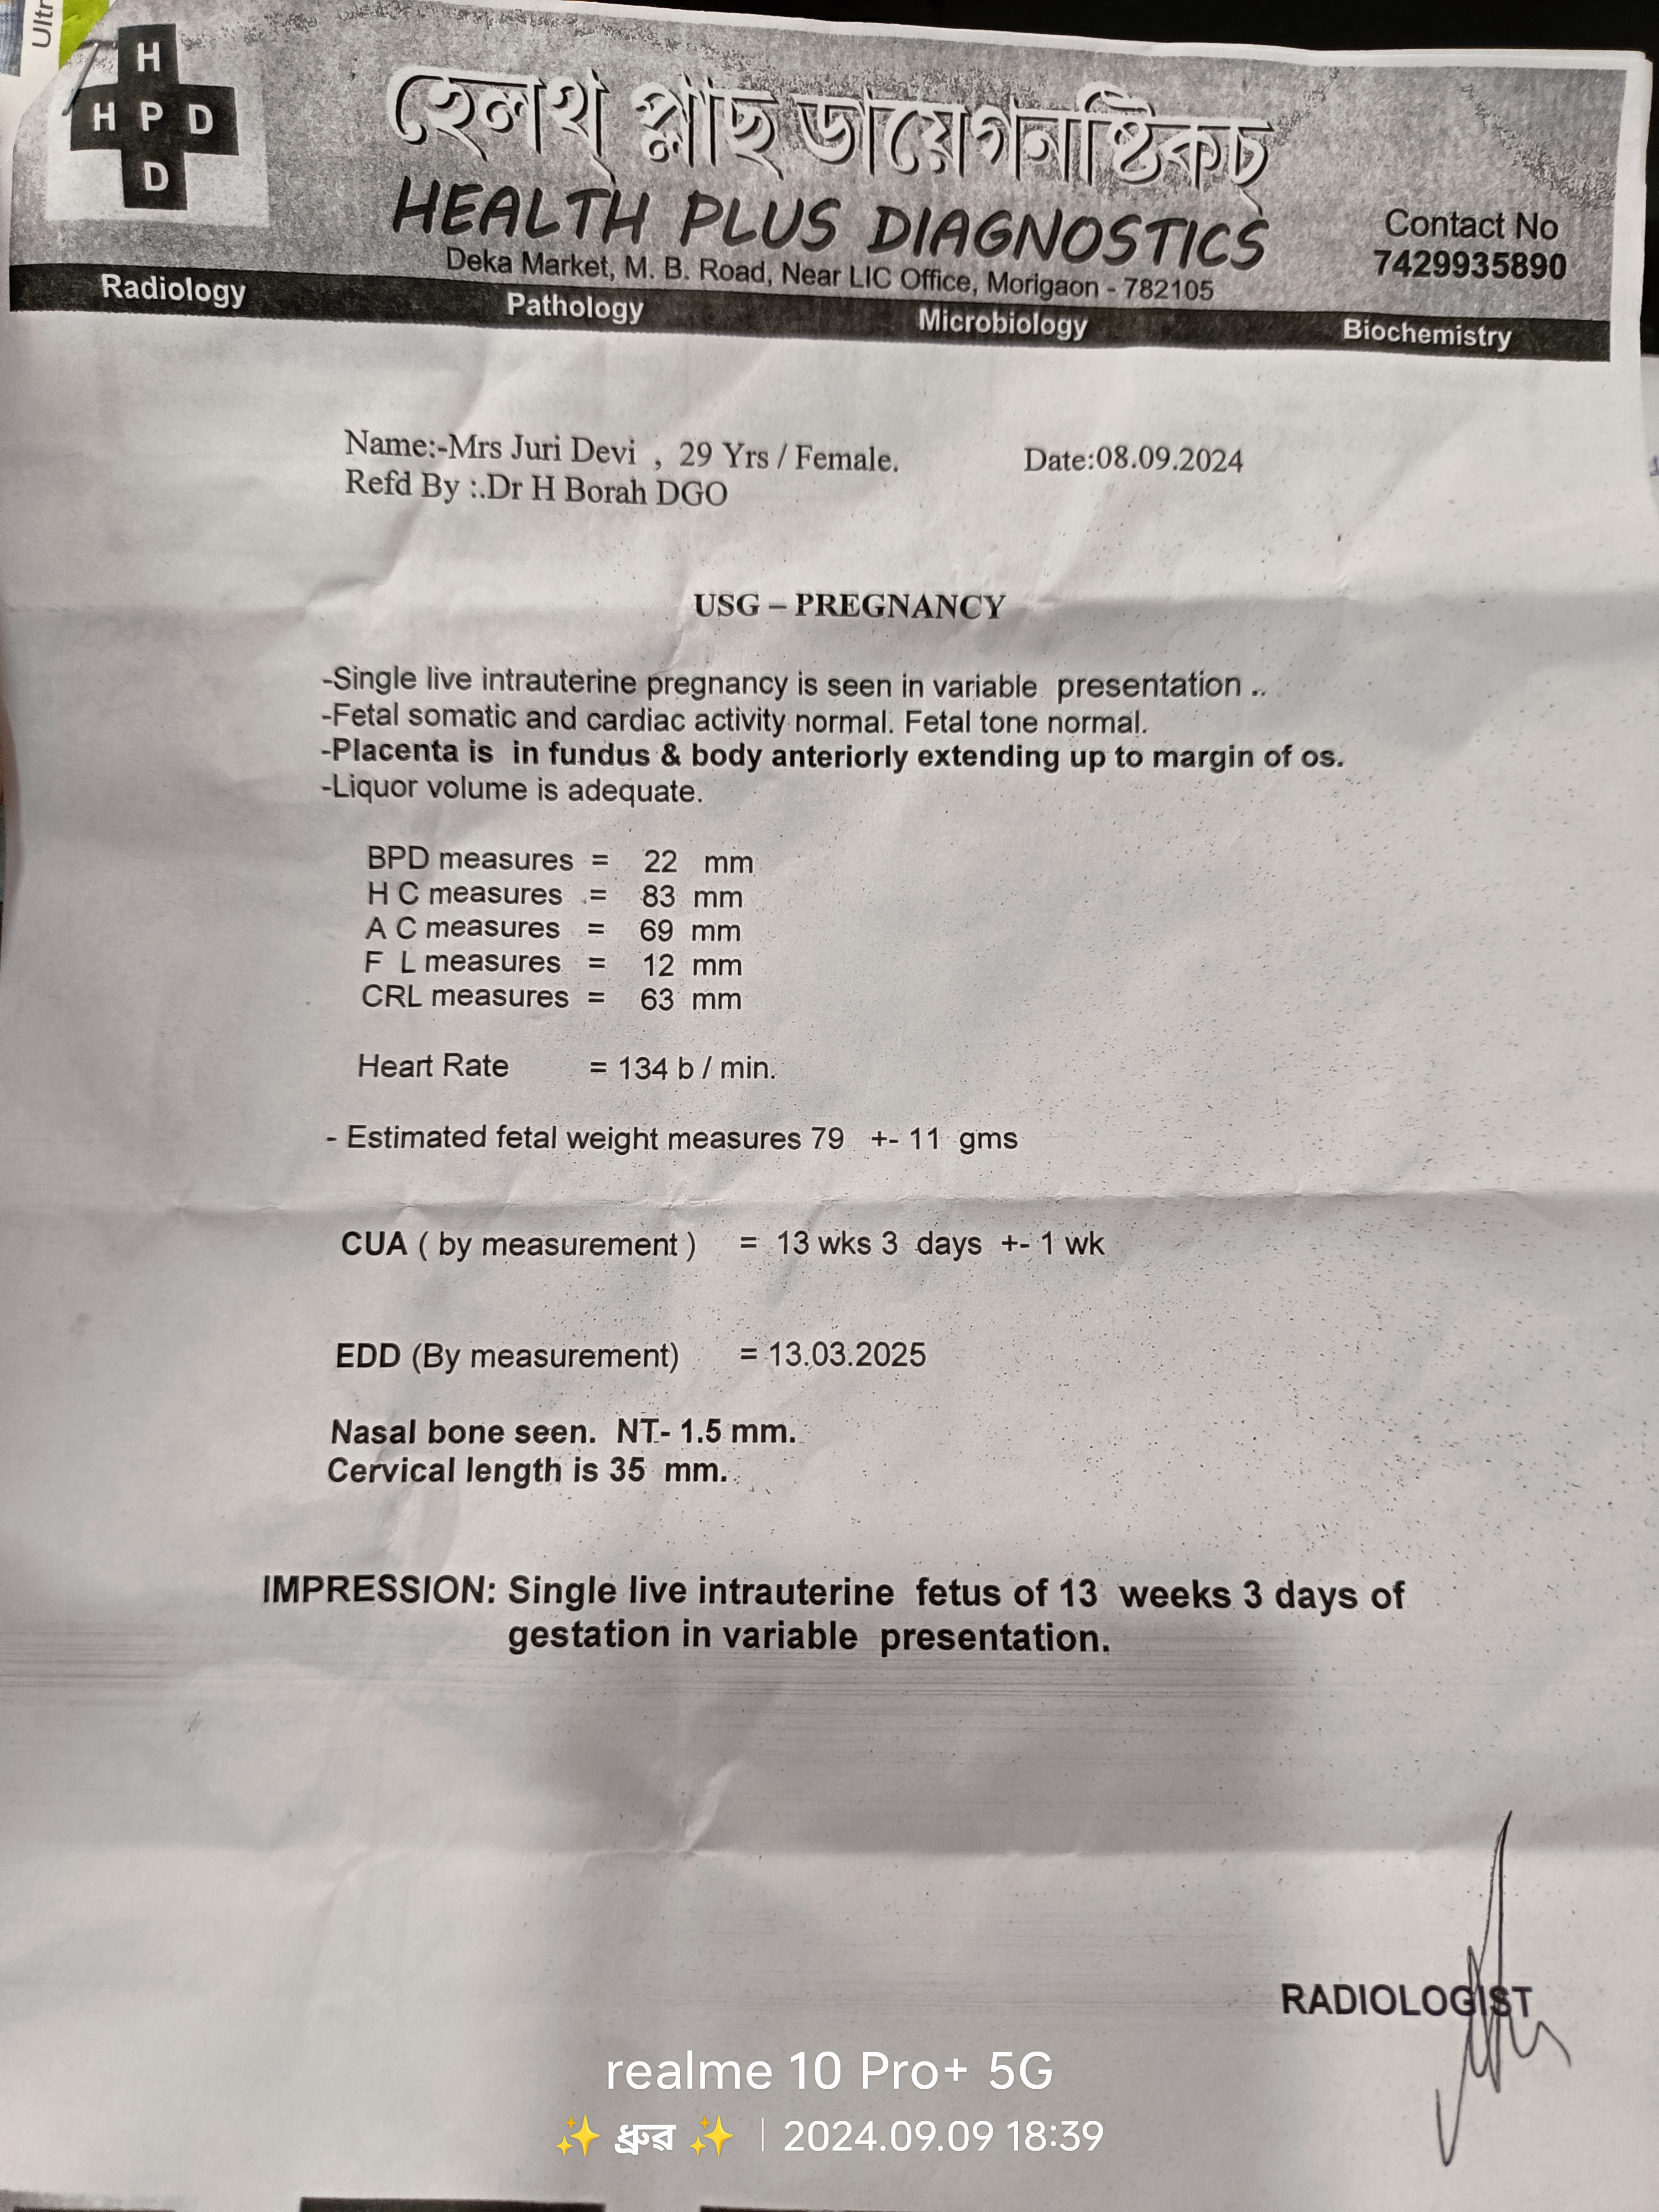 Ultr
H
H P D
D
হেলথ্ প্লাছ ডায়েগনষ্টিকচ্
HEALTH PLUS DIAGNOSTICS
Deka Market, M. B. Road, Near LIC Office, Morigaon - 782105
Contact No
7429935890
Radiology Pathology Microbiology Biochemistry
Name:-Mrs Juri Devi , 29 Yrs / Female. Date:08.09.2024
Refd By :.Dr H Borah DGO
USG – PREGNANCY
-Single live intrauterine pregnancy is seen in variable presentation ..
-Fetal somatic and cardiac activity normal. Fetal tone normal.
-Placenta is in fundus & body anteriorly extending up to margin of os.
-Liquor volume is adequate.
BPD measures = 22 mm
H C measures = 83 mm
A C measures = 69 mm
F L measures = 12 mm
CRL measures = 63 mm
Heart Rate = 134 b / min.
- Estimated fetal weight measures 79 +- 11 gms
CUA ( by measurement ) = 13 wks 3 days +- 1 wk
EDD (By measurement) = 13.03.2025
Nasal bone seen. NT- 1.5 mm.
Cervical length is 35 mm.
IMPRESSION: Single live intrauterine fetus of 13 weeks 3 days of
gestation in variable presentation.
RADIOLOGIST
realme 10 Pro+ 5G
✨ ধ্ৰুৱ ✨ | 2024.09.09 18:39